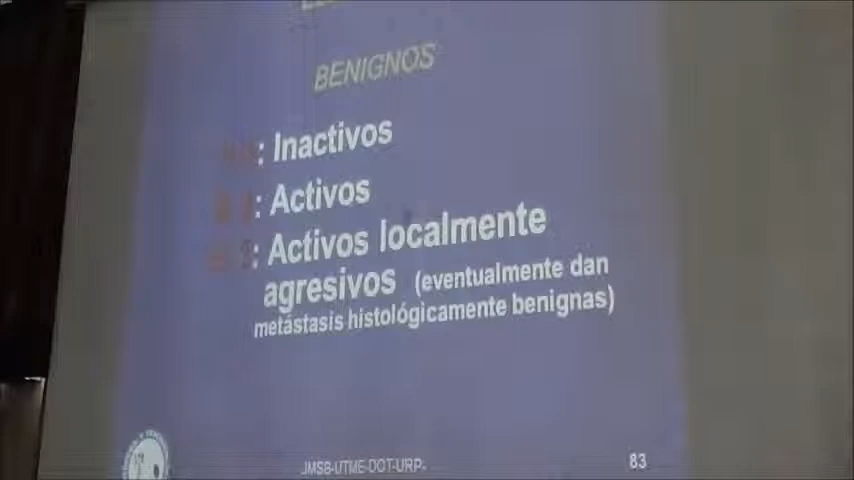 BENIGNOS
: Inactivos
: Activos
: Activos localmente
agresivos (eventualmente dan
metástasis histológicamente benignas)
JMSB-UTME-DOT-URP-
83